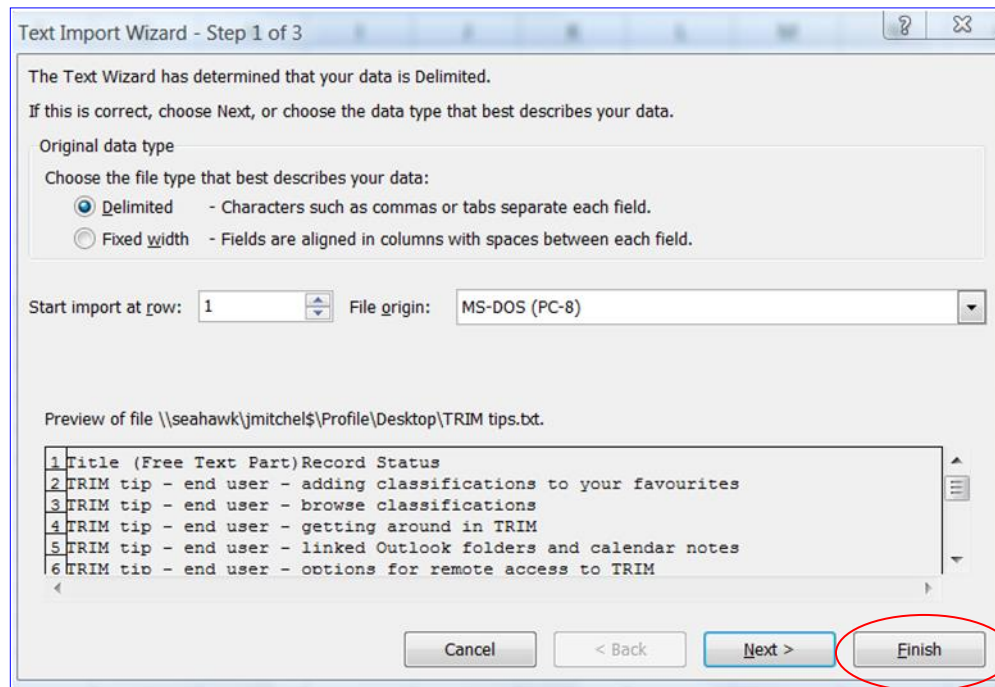 Text Import Wizard - Step 1 of 3
The Text Wizard has determined that your data is Delimited.
If this is correct, choose Next, or choose the data type that best describes your data.
Original data type
Choose the file type that best describes your data:
Delimited - Characters such as commas or tabs separate each field.
Fixed width - Fields are aligned in columns with spaces between each field.
Start import at row: 1 File origin: MS-DOS (PC-8)
Preview of file \\seahawk\jmitchel$\Profile\Desktop\TRIM tips.txt.
1 Title (Free Text Part)Record Status
2 TRIM tip - end user - adding classifications to your favourites
3 TRIM tip - end user - browse classifications
4 TRIM tip - end user - getting around in TRIM
5 TRIM tip - end user - linked Outlook folders and calendar notes
6 TRIM tip - end user - options for remote access to TRIM
Cancel < Back Next > Finish